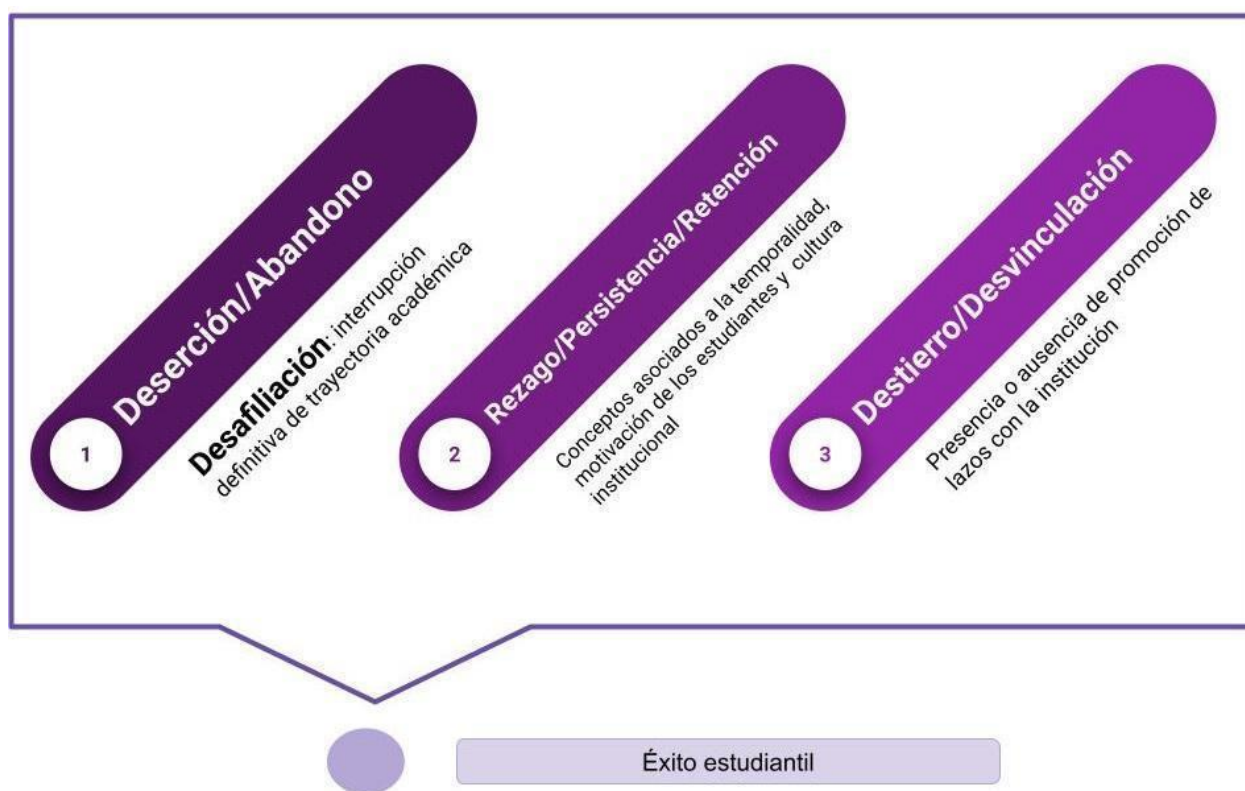 Deserción/Abandono
Desafiliación: interrupción
definitiva de trayectoria académica
1
Rezago/Persistencia/Retención
Conceptos asociados a la temporalidad,
motivación de los estudiantes y cultura
institucional
2
Destierro/Desvinculación
Presencia o ausencia de promoción de
lazos con la institución
3
Éxito estudiantil